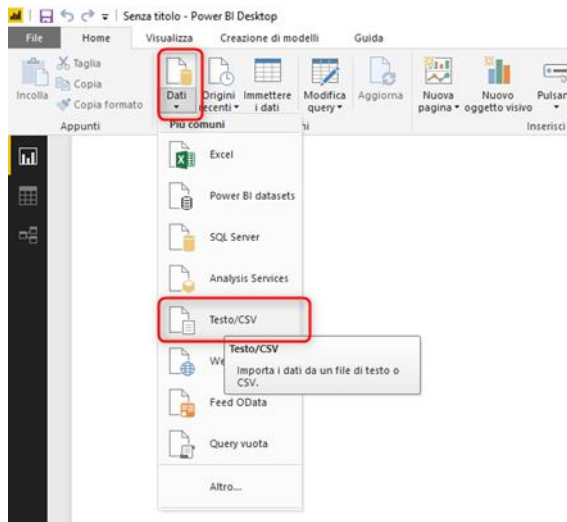 Senza titolo - Power BI Desktop
File Home Visualizza Creazione di modelli Guida
Incolla
Taglia
Copia
Copia formato
Appunti
Dati
Origini recenti
Immettere i dati
Modifica query
Aggiorna
Nuova pagina
Nuovo oggetto visivo
Inserisci
Più comuni
Excel
Power BI datasets
SQL Server
Analysis Services
Testo/CSV
Testo/CSV
Importa i dati da un file di testo o
CSV.
Feed OData
Query vuota
Altro...